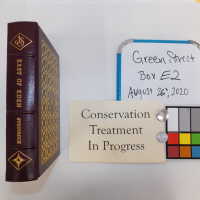 EAST OF EDEN
STEINBECK
Green Street
Box E2
August 26, 2020
Conservation
Treatment
In Progress